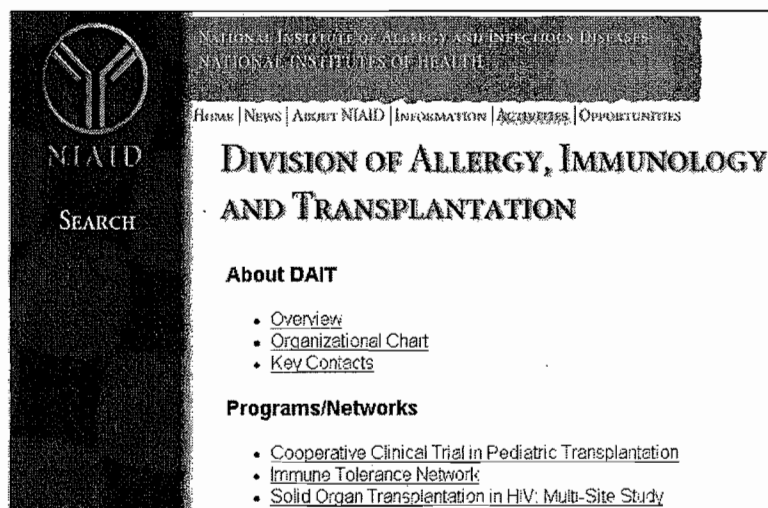 NATIONAL INSTITUTE OF ALLERGY AND INFECTIOUS DISEASES
NATIONAL INSTITUTES OF HEALTH
HOME | NEWS | ABOUT NIAID | INFORMATION | ACTIVITIES | OPPORTUNITIES
NIAID
SEARCH
DIVISION OF ALLERGY, IMMUNOLOGY
AND TRANSPLANTATION
About DAIT
• Overview
• Organizational Chart
• Key Contacts
Programs/Networks
• Cooperative Clinical Trial in Pediatric Transplantation
• Immune Tolerance Network
• Solid Organ Transplantation in HIV: Multi-Site Study